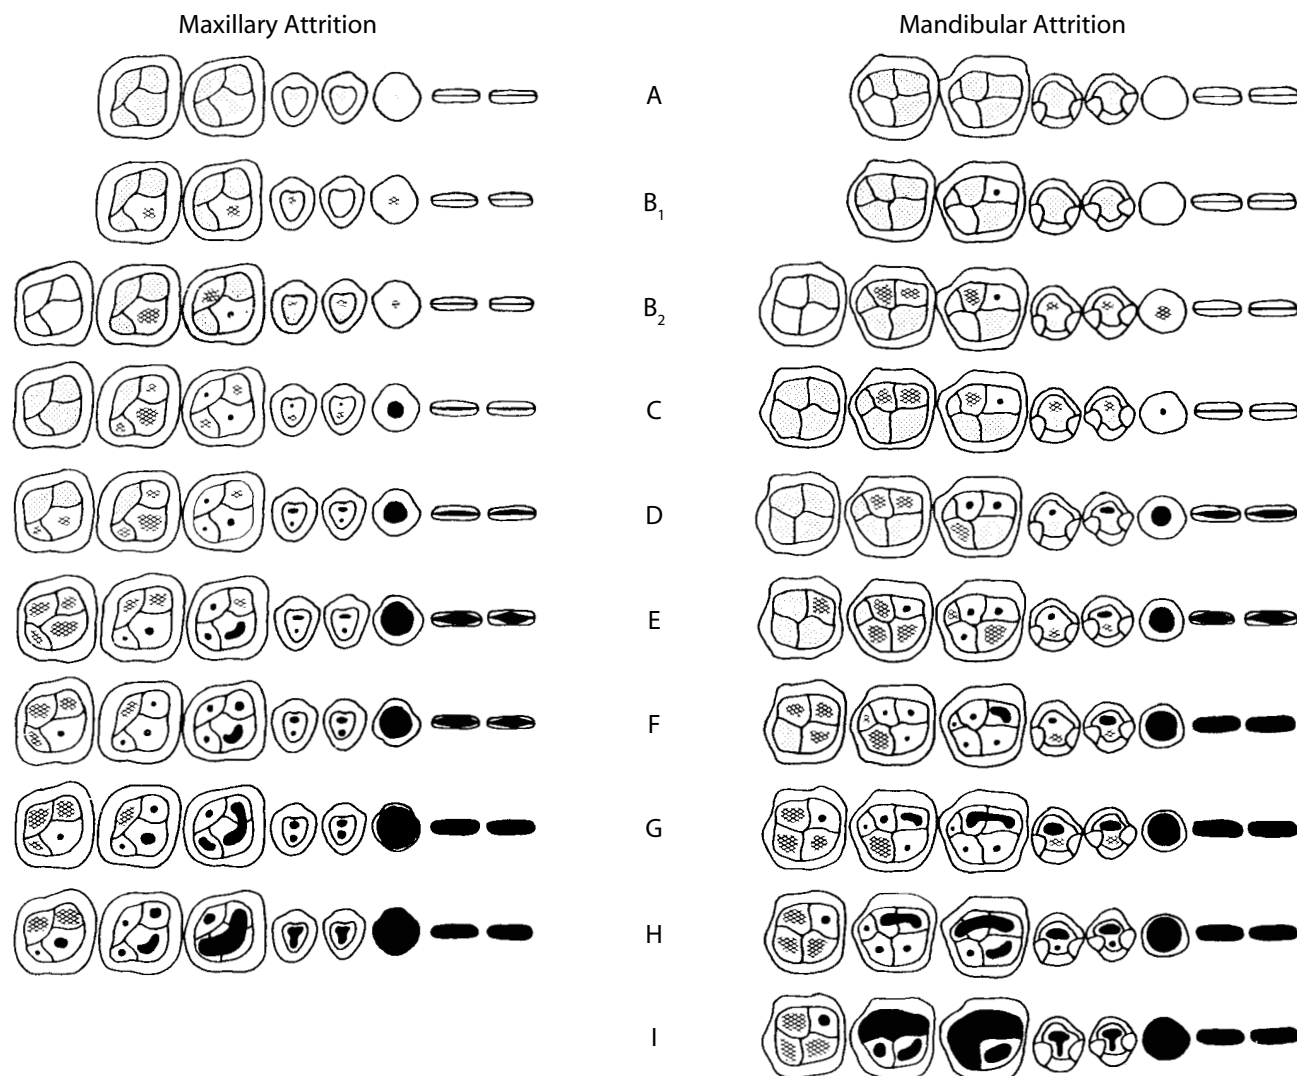 Maxillary Attrition
Mandibular Attrition
A
B1
B2
C
D
E
F
G
H
I